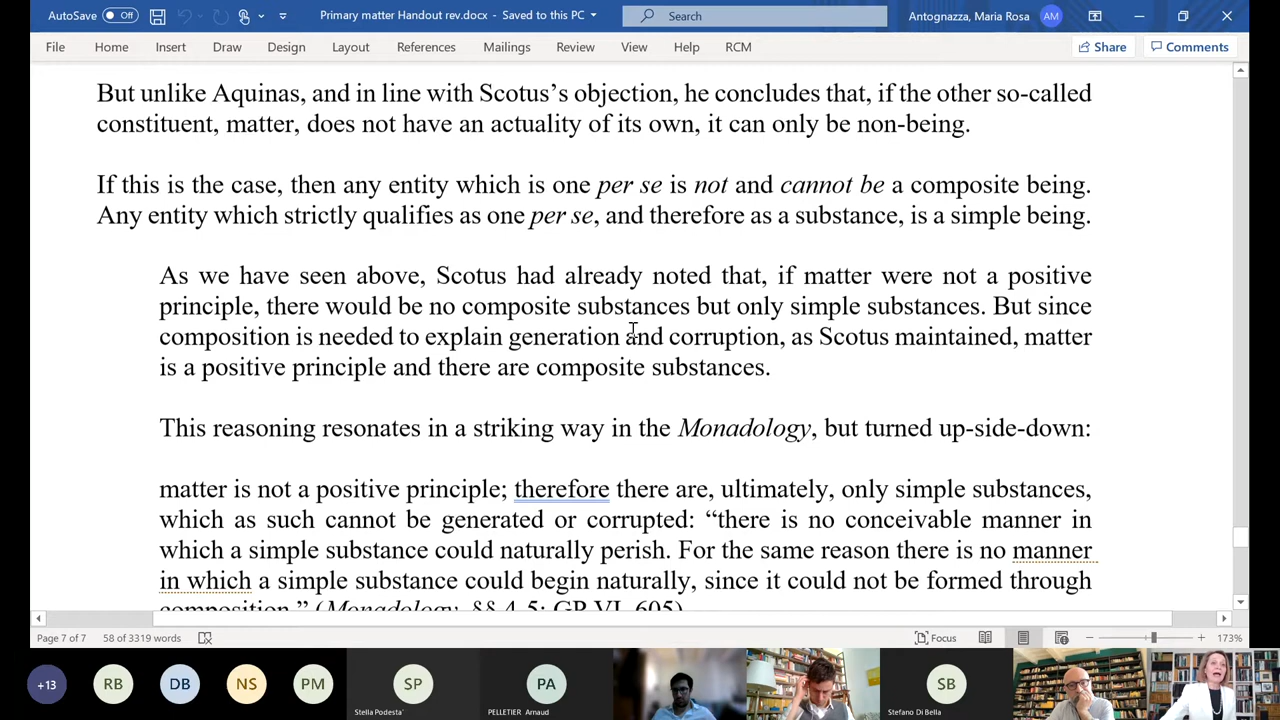 AutoSave Off Primary matter Handout rev.docx - Saved to this PC Search Antognazza, Maria Rosa AM
File Home Insert Draw Design Layout References Mailings Review View Help RCM Share Comments
But unlike Aquinas, and in line with Scotus’s objection, he concludes that, if the other so-called
constituent, matter, does not have an actuality of its own, it can only be non-being.
If this is the case, then any entity which is one per se is not and cannot be a composite being.
Any entity which strictly qualifies as one per se, and therefore as a substance, is a simple being.
As we have seen above, Scotus had already noted that, if matter were not a positive
principle, there would be no composite substances but only simple substances. But since
composition is needed to explain generation and corruption, as Scotus maintained, matter
is a positive principle and there are composite substances.
This reasoning resonates in a striking way in the Monadology, but turned up-side-down:
matter is not a positive principle; therefore there are, ultimately, only simple substances,
which as such cannot be generated or corrupted: “there is no conceivable manner in
which a simple substance could naturally perish. For the same reason there is no manner
in which a simple substance could begin naturally, since it could not be formed through
composition.” (Monadology, §§ 4-5; GP VI, 605)
Page 7 of 7 58 of 3319 words Focus 173%
+13 RB DB NS PM SP PA SB
Stella Podesta' PELLETIER Arnaud Stefano Di Bella